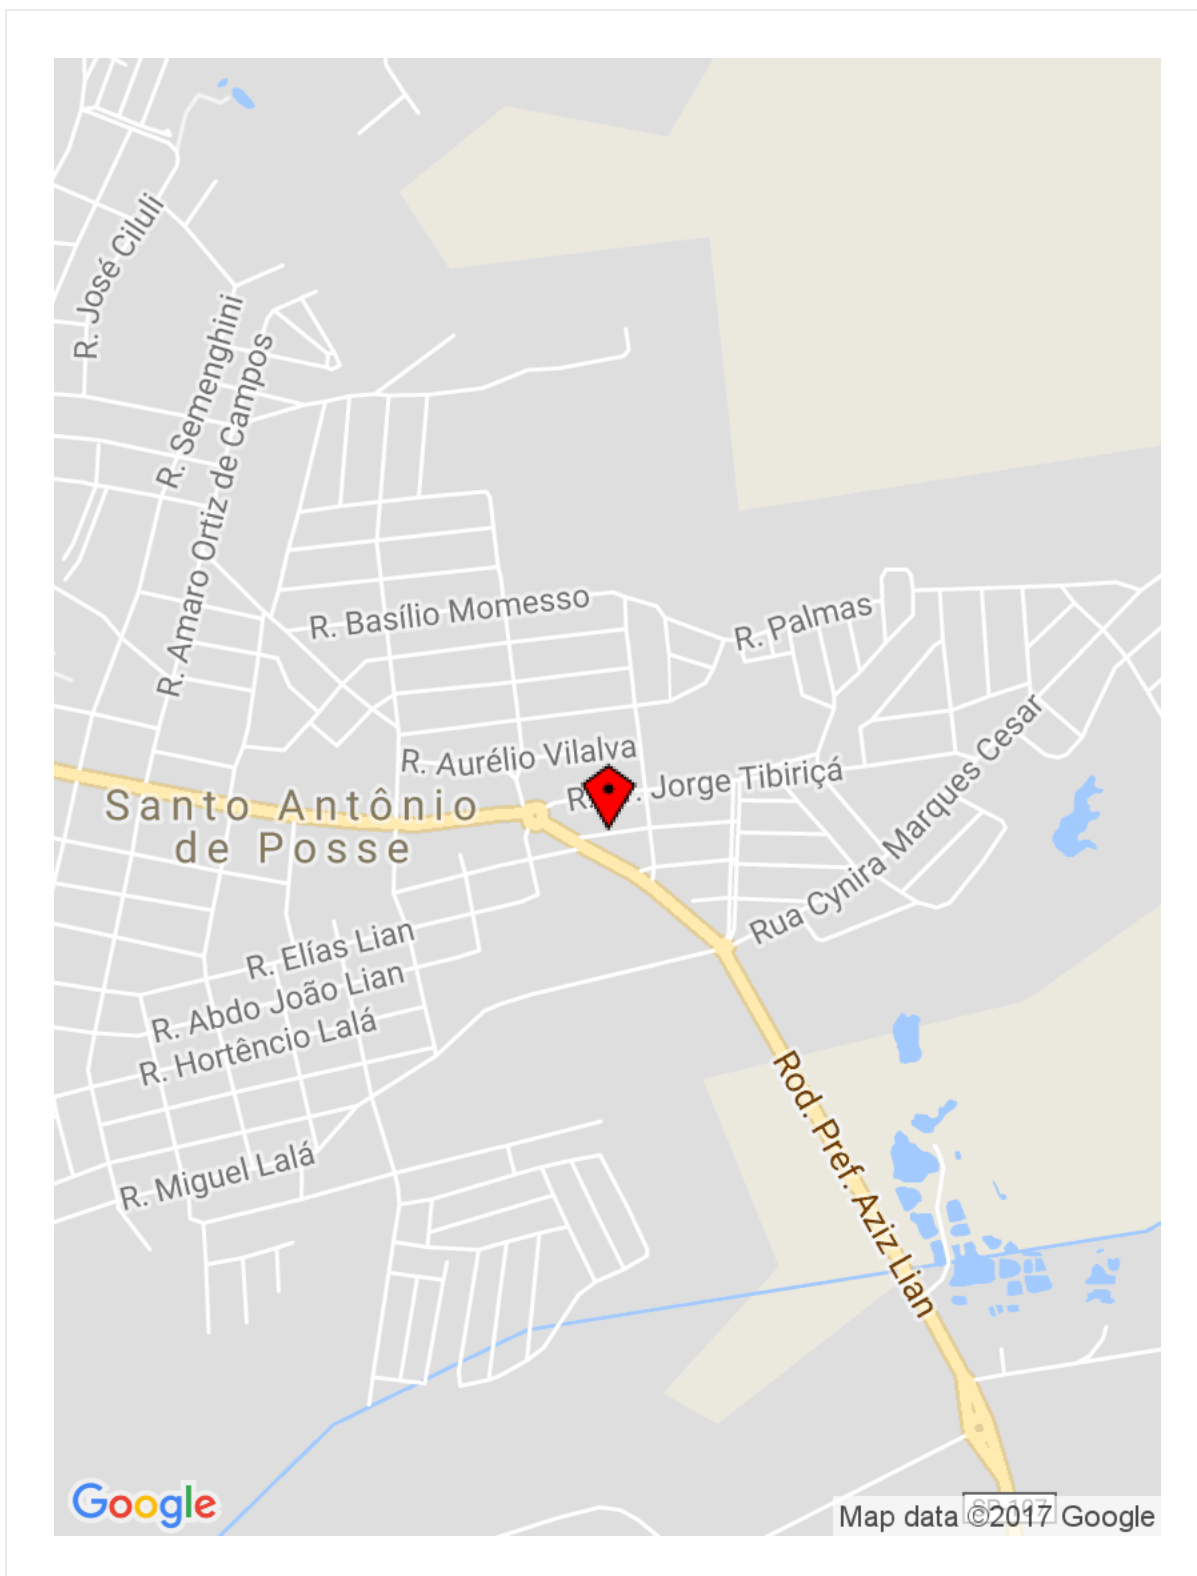 R. José Ciluli
R. Semenghini
R. Amaro Ortiz de Campos
R. Basílio Momesso
R. Palmas
R. Aurélio Vilalva
Jorge Tibiriçá
Rua Cynira Marques Cesar
Santo Antônio
de Posse
R. Elías Lian
R. Abdo João Lian
R. Hortêncio Lalá
R. Miguel Lalá
Rod. Pref. Aziz Lian
Google
Map data ©2017 Google